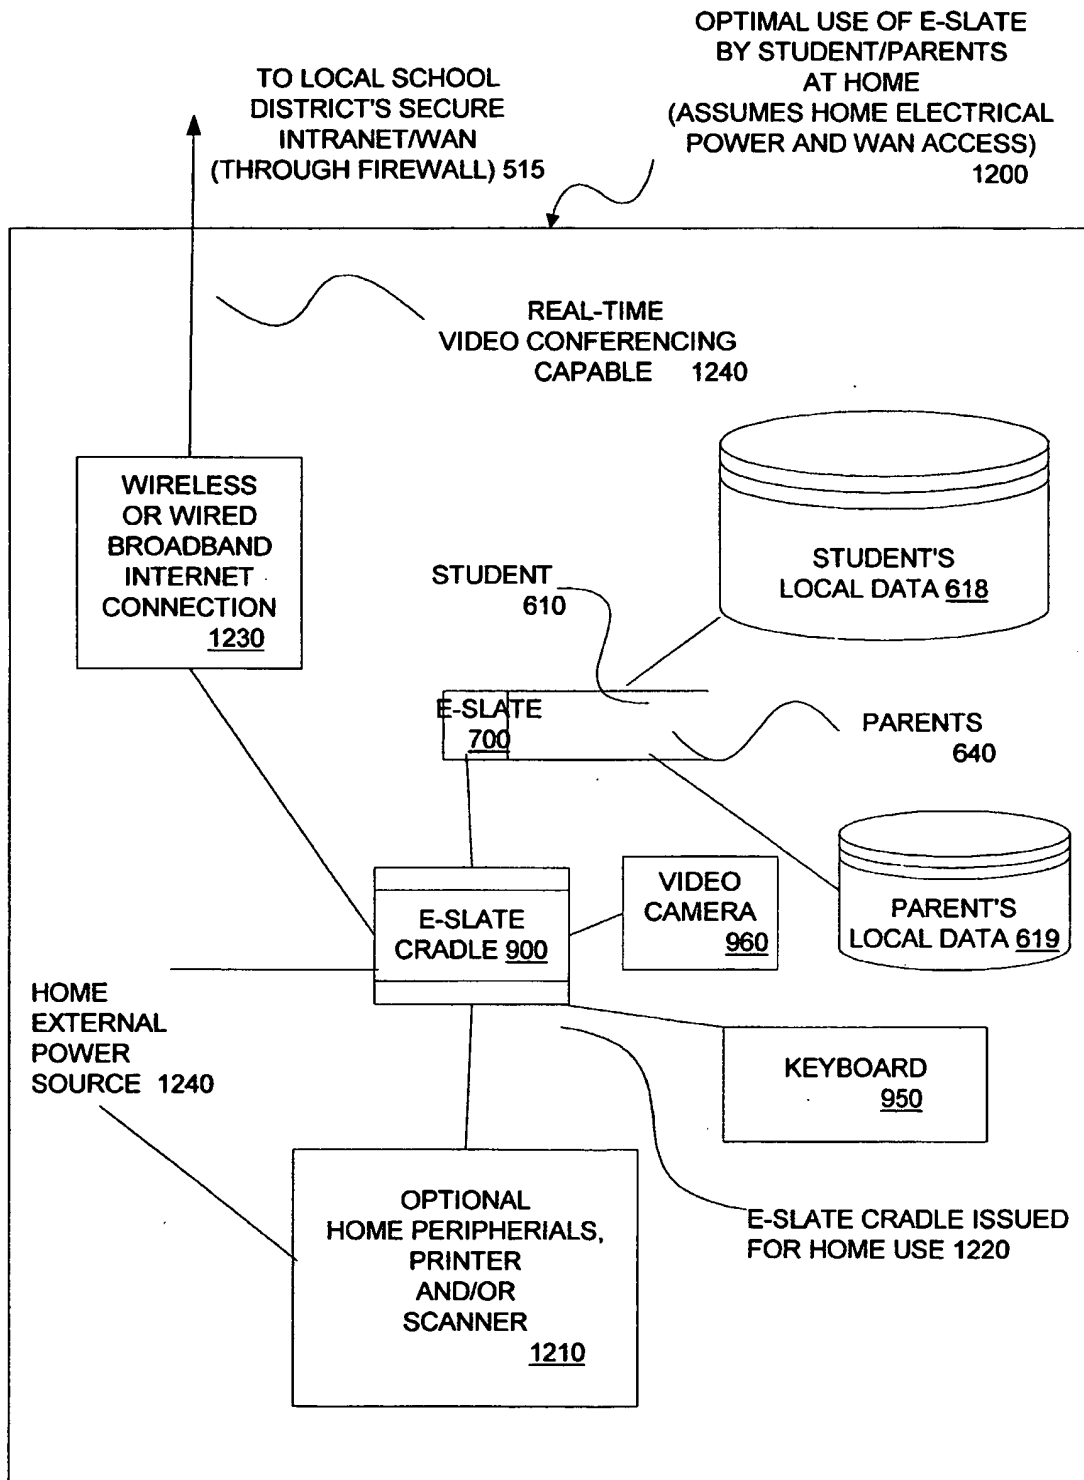 OPTIMAL USE OF E-SLATE
BY STUDENT/PARENTS
AT HOME
(ASSUMES HOME ELECTRICAL
POWER AND WAN ACCESS)
1200
TO LOCAL SCHOOL
DISTRICT'S SECURE
INTRANET/WAN
(THROUGH FIREWALL) 515
REAL-TIME
VIDEO CONFERENCING
CAPABLE 1240
WIRELESS
OR WIRED
BROADBAND
INTERNET
CONNECTION
1230
STUDENT'S
LOCAL DATA 618
STUDENT
610
E-SLATE
700
PARENTS
640
VIDEO
CAMERA
960
PARENT'S
LOCAL DATA 619
E-SLATE
CRADLE 900
HOME
EXTERNAL
POWER
SOURCE 1240
KEYBOARD
950
OPTIONAL
HOME PERIPHERIALS,
PRINTER
AND/OR
SCANNER
1210
E-SLATE CRADLE ISSUED
FOR HOME USE 1220